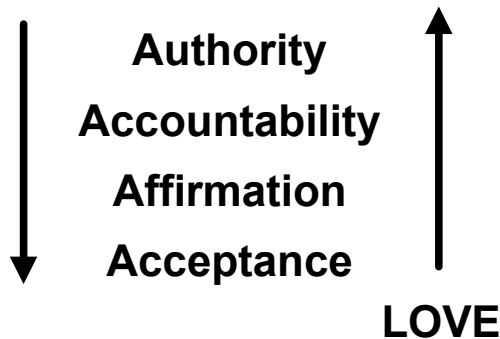 Authority
Accountability
Affirmation
Acceptance
LOVE